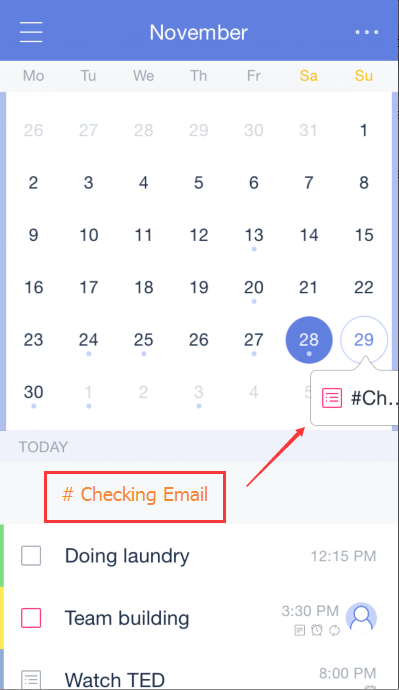 November
Mo Tu We Th Fr Sa Su
26 27 28 29 30 31 1
2 3 4 5 6 7 8
9 10 11 12 13 14 15
16 17 18 19 20 21 22
23 24 25 26 27 28 29
30 1 2 3 4 5
#Ch...
TODAY
# Checking Email
Doing laundry 12:15 PM
Team building 3:30 PM
Watch TED 8:00 PM